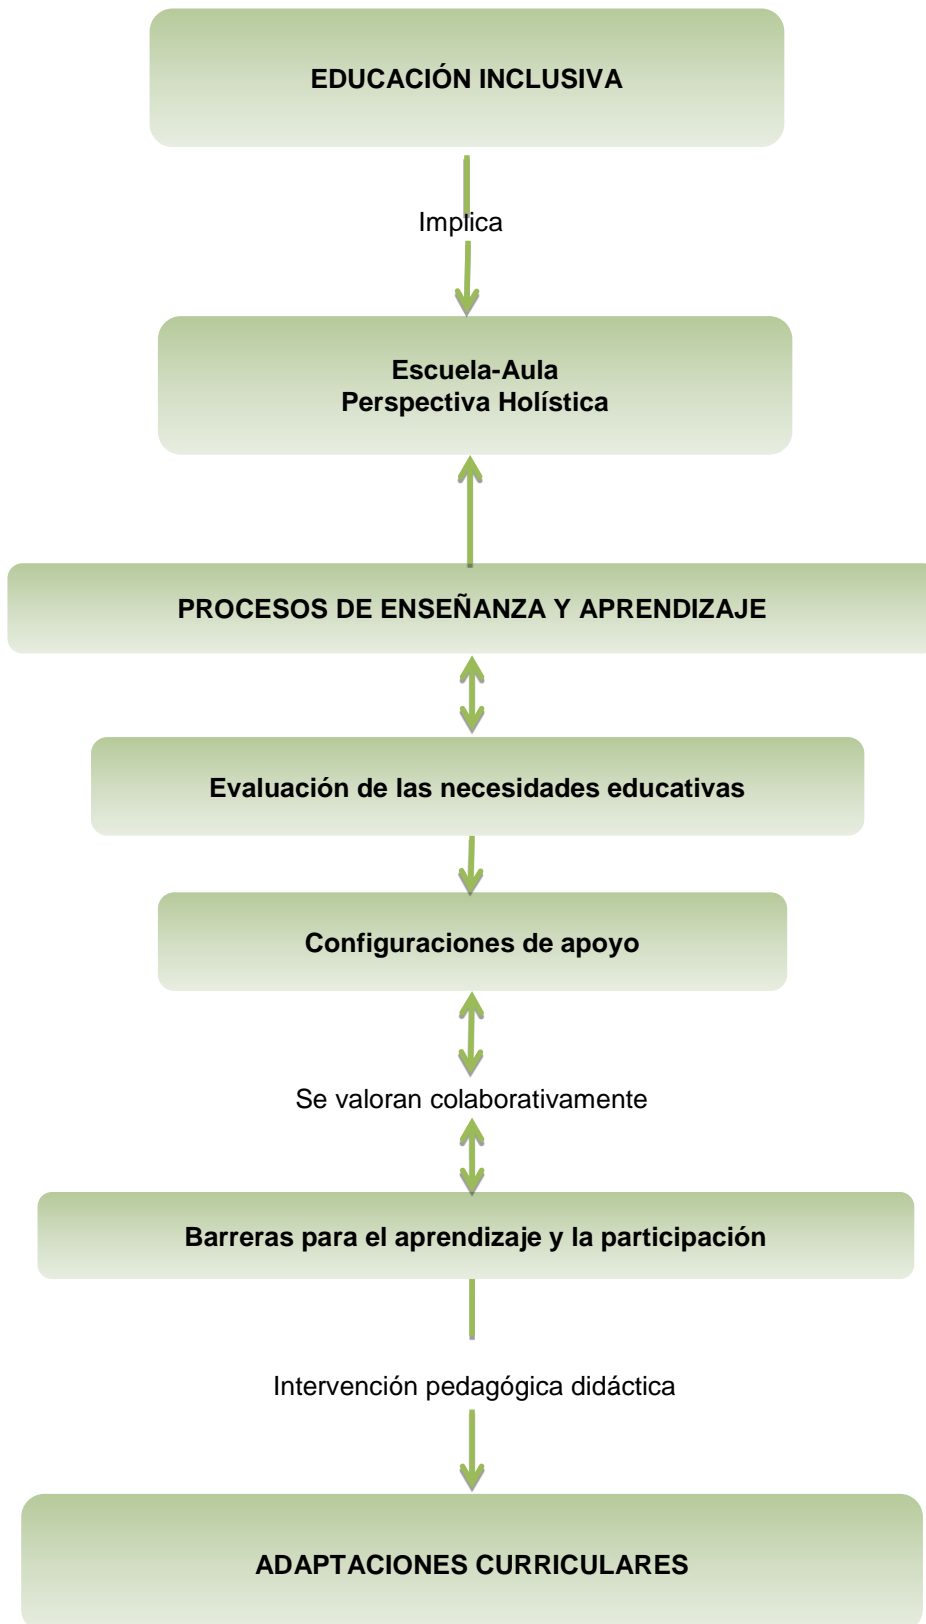 EDUCACIÓN INCLUSIVA
Implica
Escuela-Aula
Perspectiva Holística
PROCESOS DE ENSEÑANZA Y APRENDIZAJE
Evaluación de las necesidades educativas
Configuraciones de apoyo
Se valoran colaborativamente
Barreras para el aprendizaje y la participación
Intervención pedagógica didáctica
ADAPTACIONES CURRICULARES